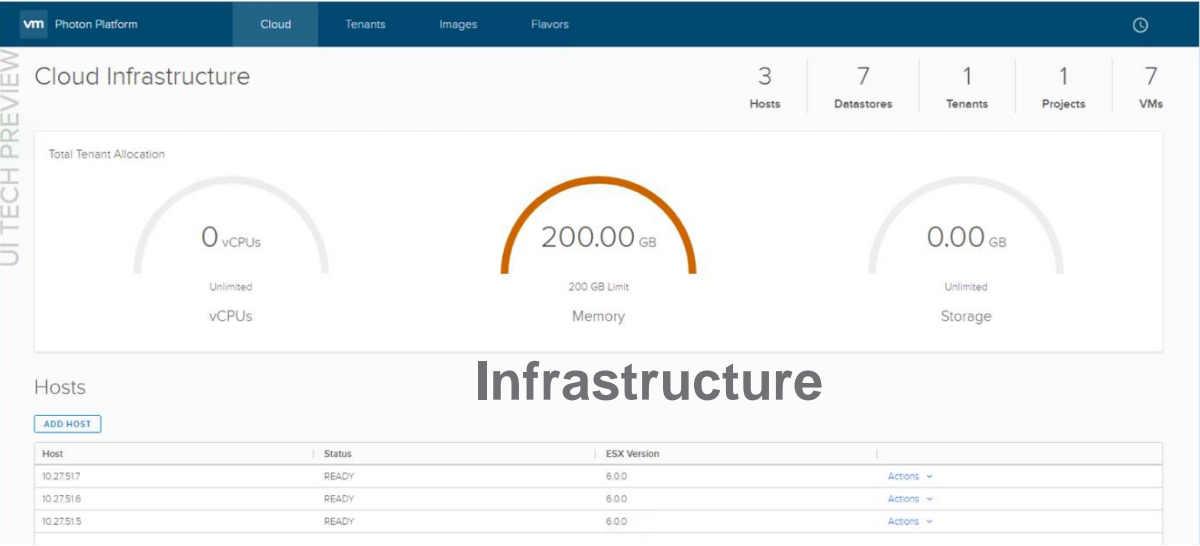 vm Photon Platform Cloud Tenants Images Flavors
UI TECH PREVIEW
Cloud Infrastructure
3 7 1 1 7
Hosts Datastores Tenants Projects VMs
Total Tenant Allocation
0 vCPUs 200.00 GB 0.00 GB
Unlimited 200 GB Limit Unlimited
vCPUs Memory Storage
Infrastructure
Hosts
ADD HOST
Host Status ESX Version
10.27.51.7 READY 6.0.0 Actions
10.27.51.6 READY 6.0.0 Actions
10.27.51.5 READY 6.0.0 Actions